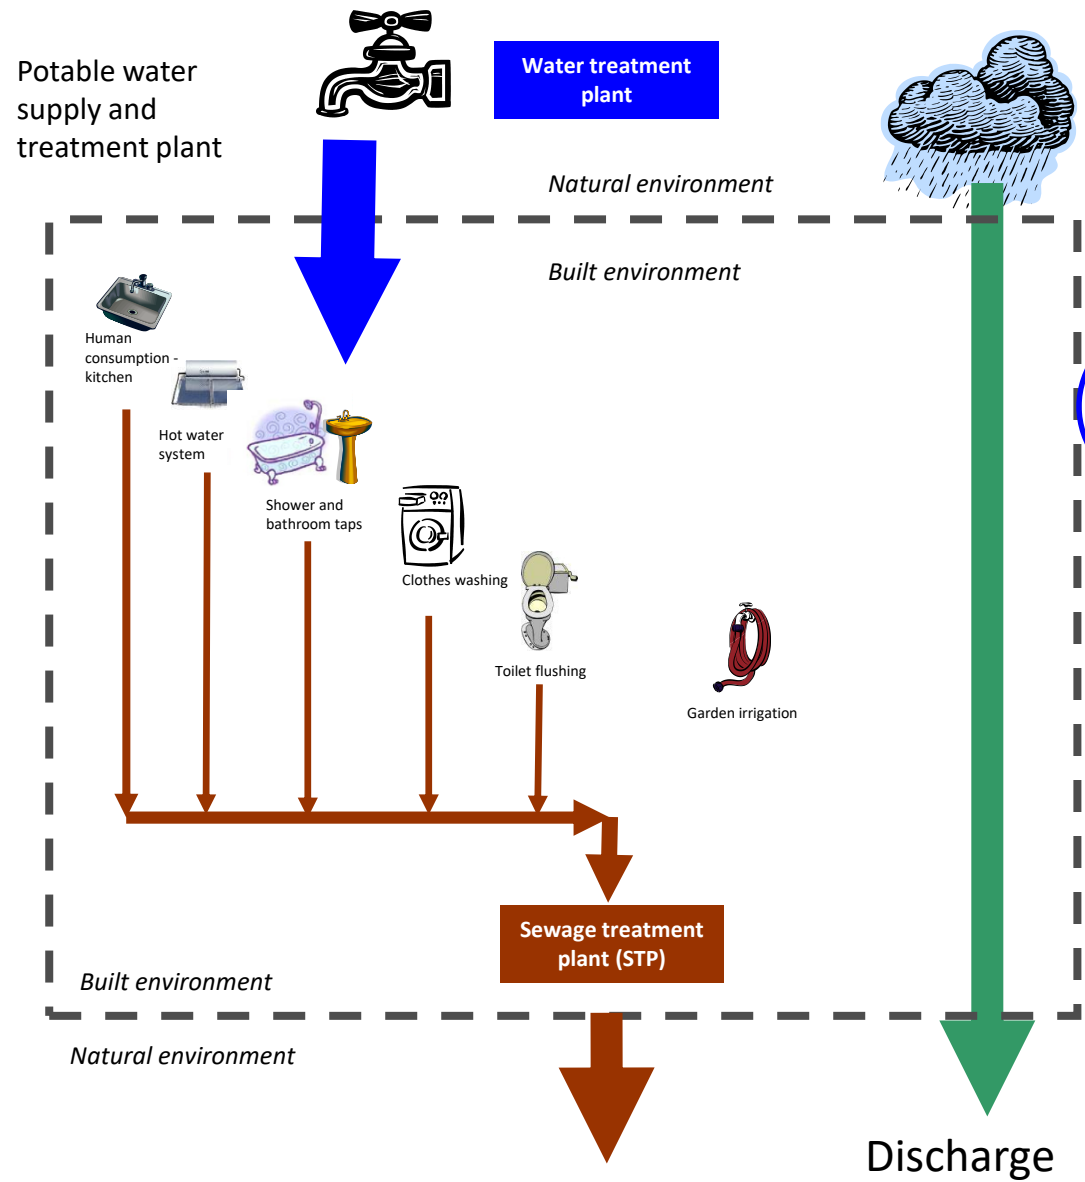 Potable water
supply and
treatment plant
Water treatment
plant
Natural environment
Built environment
Human
consumption -
kitchen
Hot water
system
Shower and
bathroom taps
Clothes washing
Toilet flushing
Garden irrigation
Sewage treatment
plant (STP)
Built environment
Natural environment
Discharge